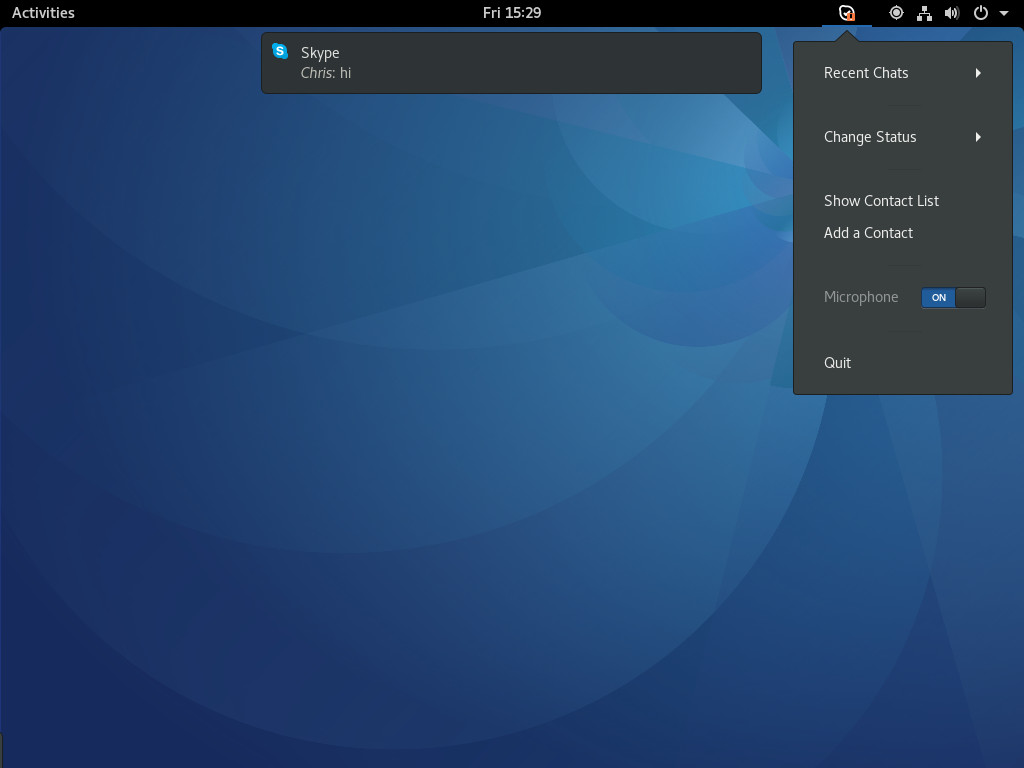 Activities
Fri 15:29
Skype
Chris: hi
Recent Chats
Change Status
Show Contact List
Add a Contact
Microphone ON
Quit